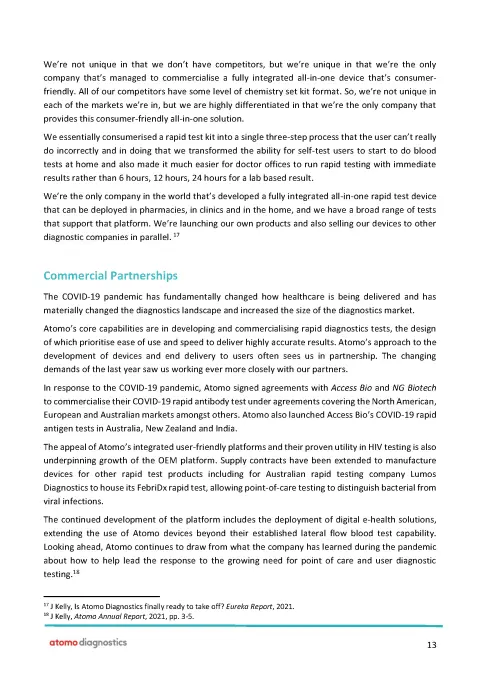 We're not unique in that we don't have competitors, but we're unique in that we're the only
company that's managed to commercialise a fully integrated all-in-one device that's consumer-
friendly. All of our competitors have some level of chemistry set kit format. So, we're not unique in
each of the markets we're in, but we are highly differentiated in that we're the only company that
provides this consumer-friendly all-in-one solution.
We essentially consumerised a rapid test kit into a single three-step process that the user can't really
do incorrectly and in doing that we transformed the ability for self-test users to start to do blood
tests at home and also made it much easier for doctor offices to run rapid testing with immediate
results rather than 6 hours, 12 hours, 24 hours for a lab based result.
We're the only company in the world that's developed a fully integrated all-in-one rapid test device
that can be deployed in pharmacies, in clinics and in the home, and we have a broad range of tests
that support that platform. We're launching our own products and also selling our devices to other
diagnostic companies in parallel. 17
Commercial Partnerships
The COVID-19 pandemic has fundamentally changed how healthcare is being delivered and has
materially changed the diagnostics landscape and increased the size of the diagnostics market.
Atomo's core capabilities are in developing and commercialising rapid diagnostics tests, the design
of which prioritise ease of use and speed to deliver highly accurate results. Atomo's approach to the
development of devices and end delivery to users often sees us in partnership. The changing
demands of the last year saw us working ever more closely with our partners.
In response to the COVID-19 pandemic, Atomo signed agreements with Access Bio and NG Biotech
to commercialise their COVID-19 rapid antibody test under agreements covering the North American,
European and Australian markets amongst others. Atomo also launched Access Bio's COVID-19 rapid
antigen tests in Australia, New Zealand and India.
The appeal of Atomo's integrated user-friendly platforms and their proven utility in HIV testing is also
underpinning growth of the OEM platform. Supply contracts have been extended to manufacture
devices for other rapid test products including for Australian rapid testing company Lumos
Diagnostics to house its FebriDx rapid test, allowing point-of-care testing to distinguish bacterial from
viral infections.
The continued development of the platform includes the deployment of digital e-health solutions,
extending the use of Atomo devices beyond their established lateral flow blood test capability.
Looking ahead, Atomo continues to draw from what the company has learned during the pandemic
about how to help lead the response to the growing need for point of care and user diagnostic
testing.18
17 J Kelly, Is Atomo Diagnostics finally ready to take off? Eureka Report, 2021.
18 J Kelly, Atomo Annual Report, 2021, pp. 3-5.
atomo diagnostics
13